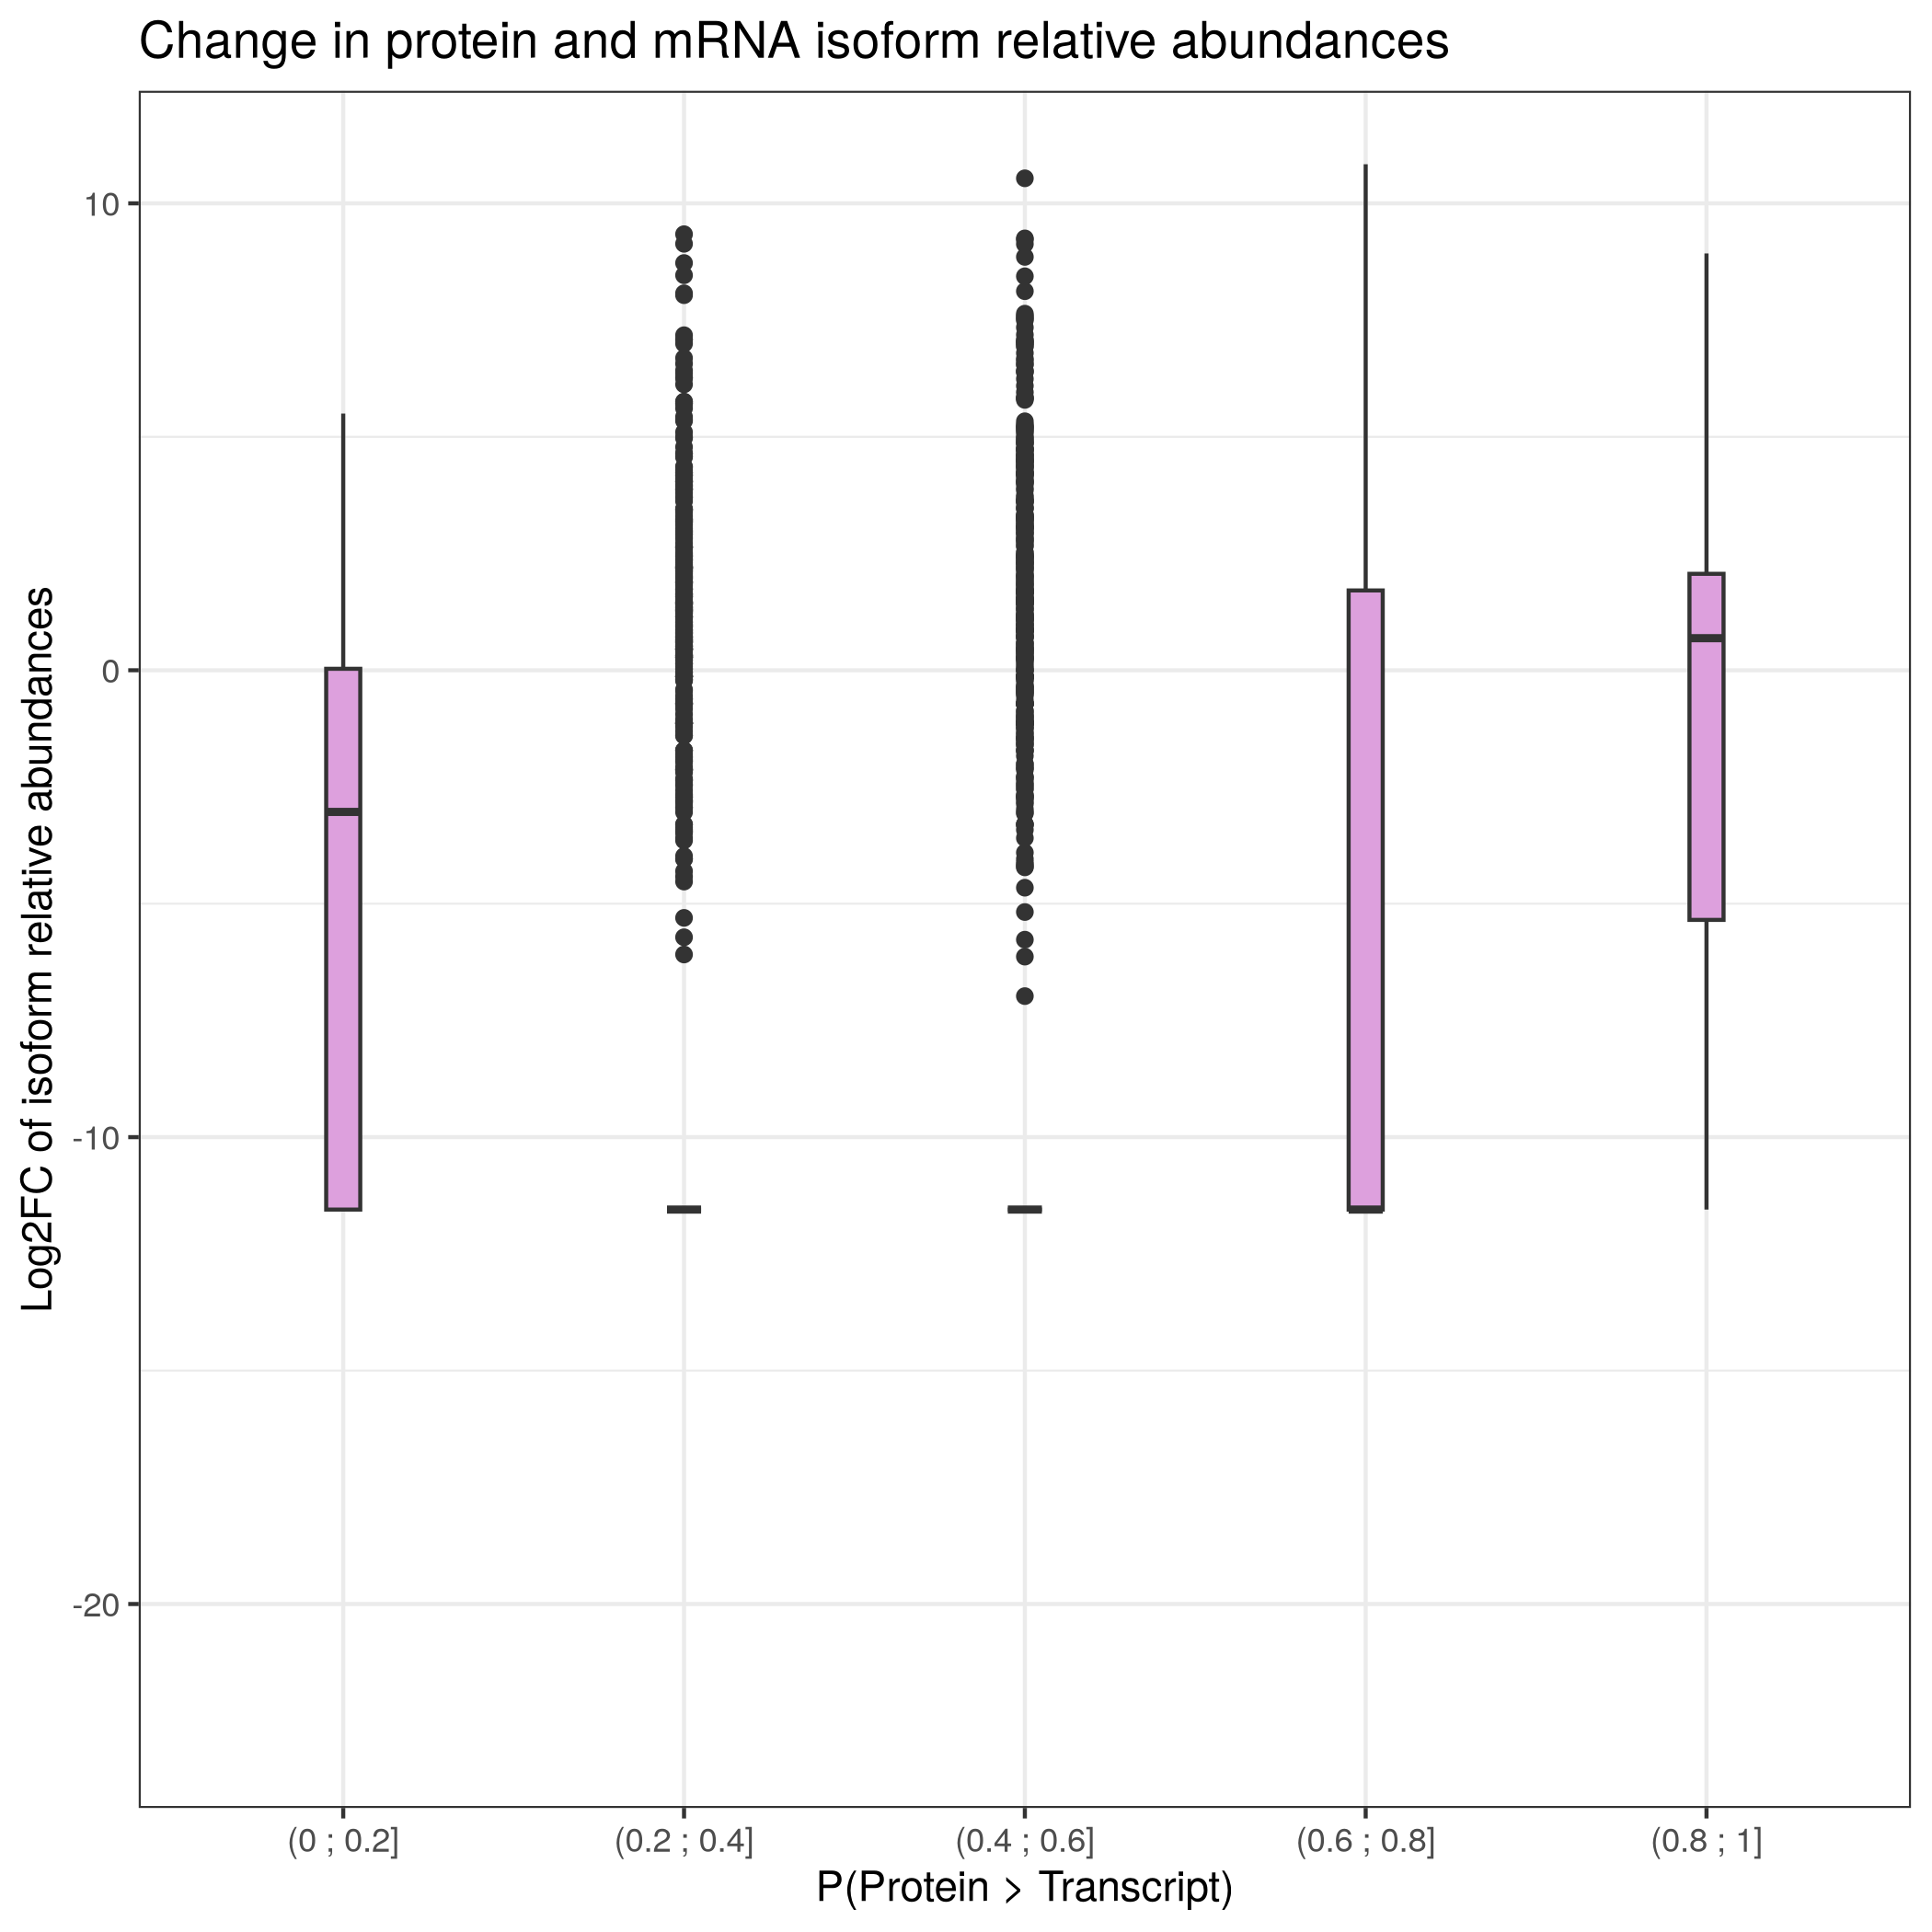 Change in protein and mRNA isoform relative abundances
Log2FC of isoform relative abundances
10
0
-10
-20
(0 ; 0.2]
(0.2 ; 0.4]
(0.4 ; 0.6]
(0.6 ; 0.8]
(0.8 ; 1]
P(Protein > Transcript)